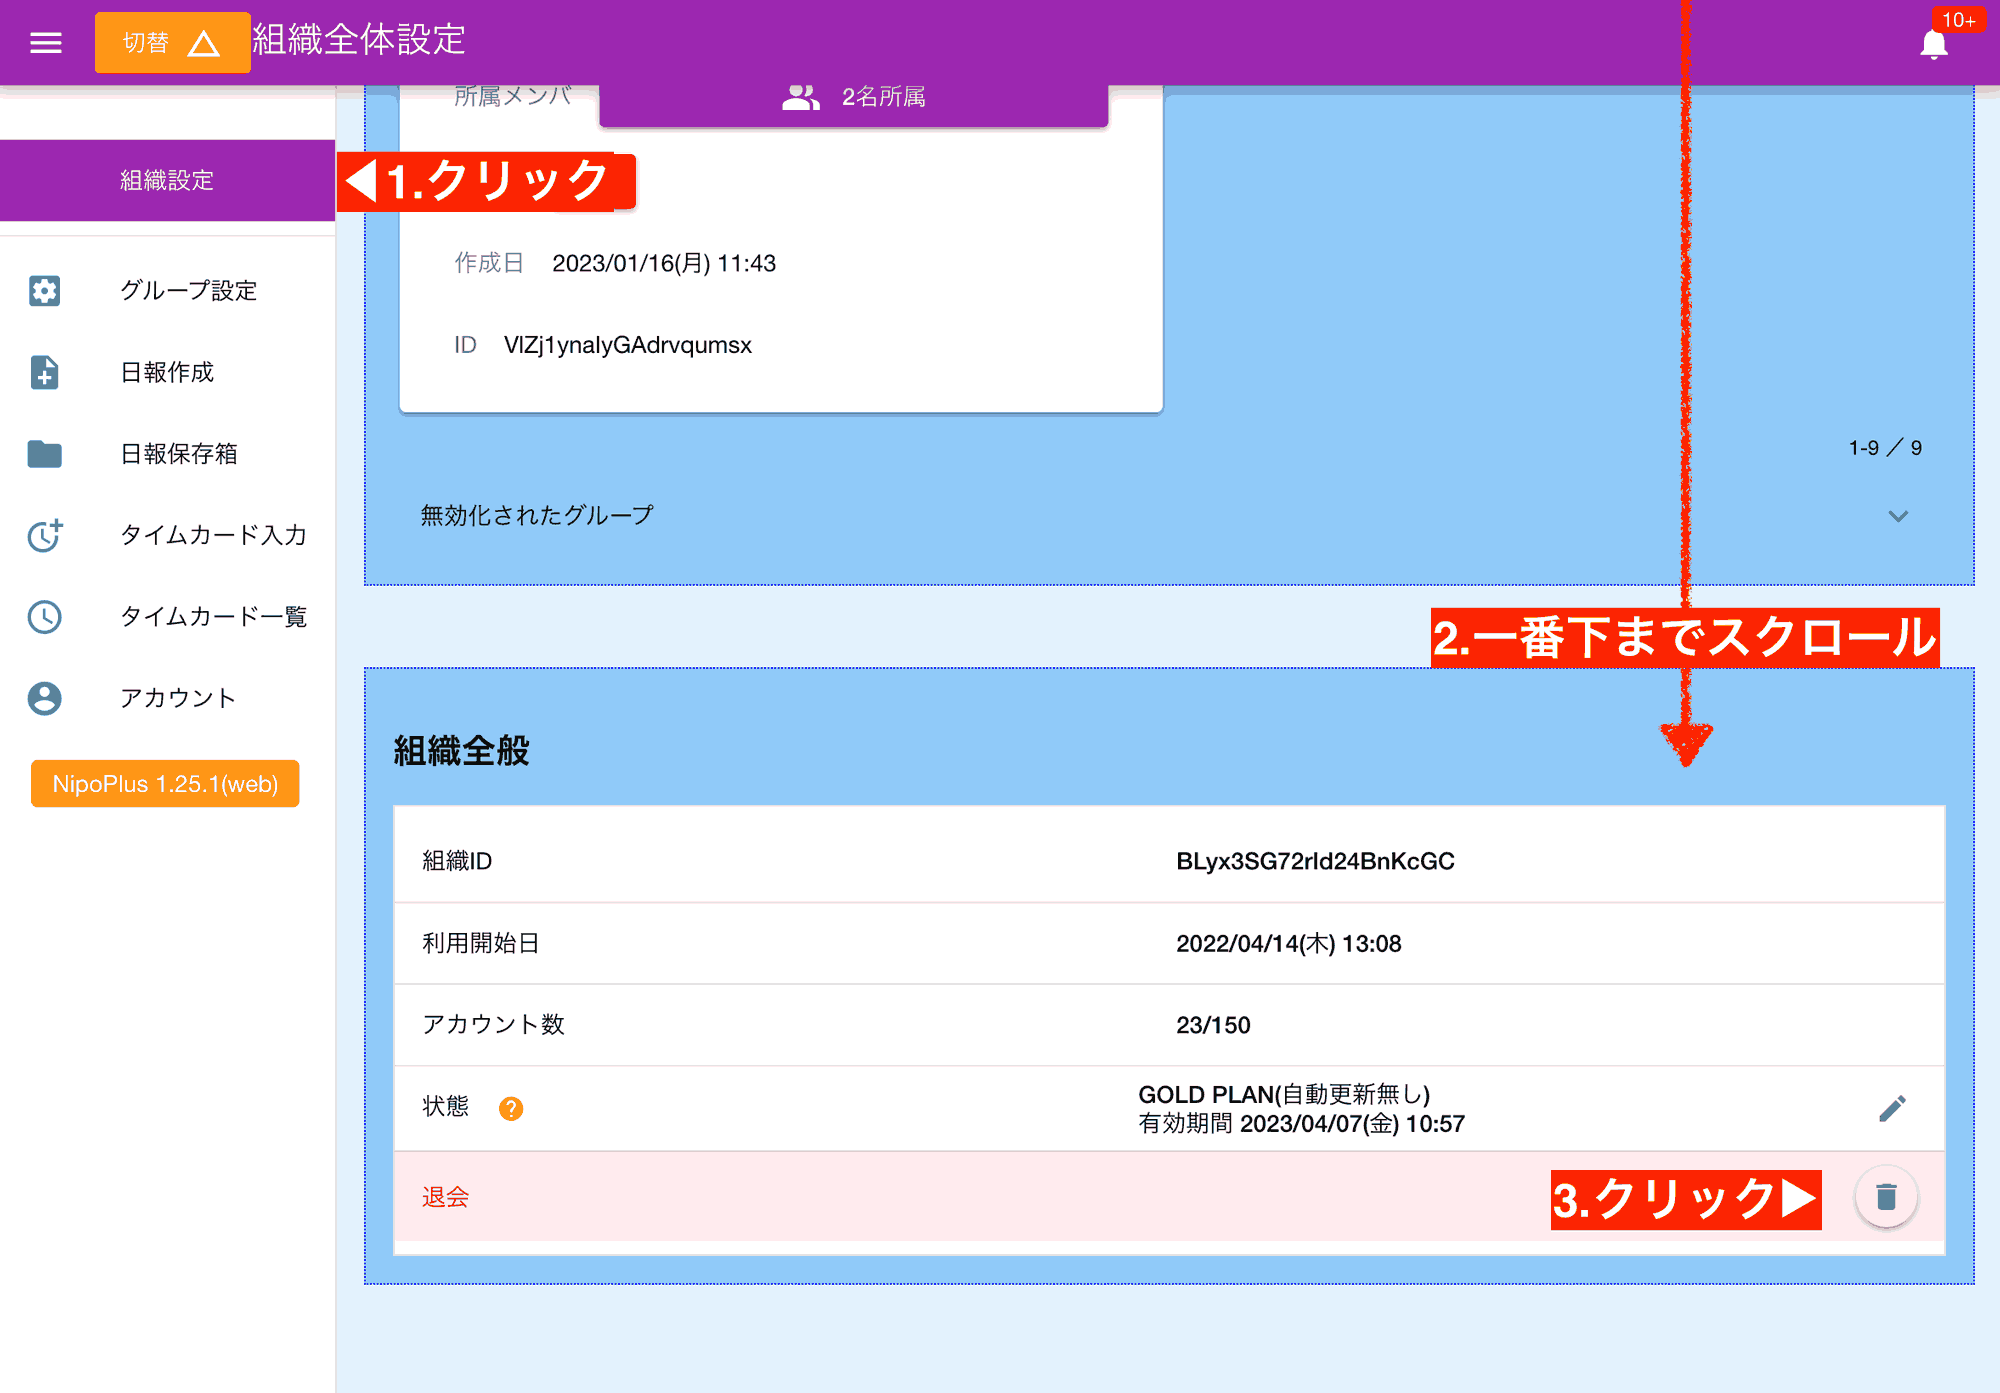 切替
組織全体設定
10+
所属メンバ
2名所属
組織設定
◀1.クリック
作成日 2023/01/16(月) 11:43
グループ設定
ID VlZj1ynalyGAdrvqumsx
日報作成
日報保存箱
1-9 ／ 9
無効化されたグループ
タイムカード入力
タイムカード一覧
2.一番下までスクロール
アカウント
組織全般
NipoPlus 1.25.1(web)
組織ID BLyx3SG72rld24BnKcGC
利用開始日 2022/04/14(木) 13:08
アカウント数 23/150
状態 ? GOLD PLAN(自動更新無し)
有効期間 2023/04/07(金) 10:57
退会 3.クリック▶